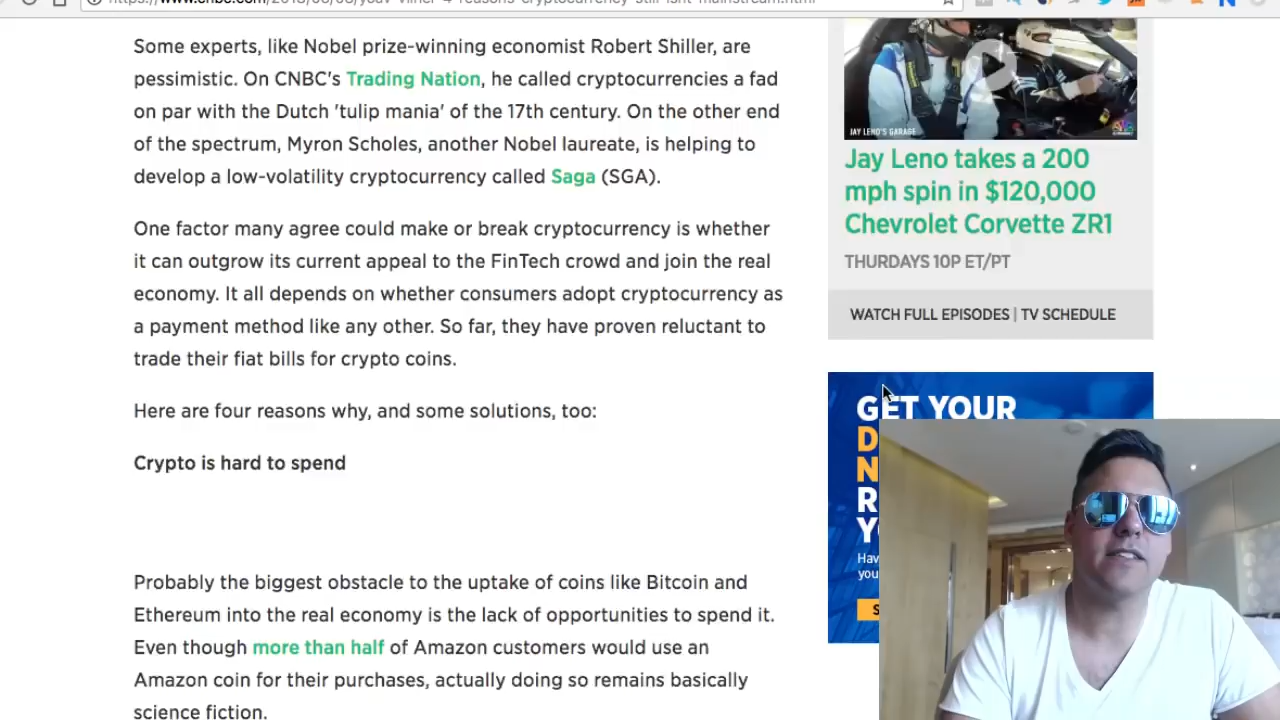 Some experts, like Nobel prize-winning economist Robert Shiller, are
pessimistic. On CNBC's Trading Nation, he called cryptocurrencies a fad
on par with the Dutch 'tulip mania' of the 17th century. On the other end
of the spectrum, Myron Scholes, another Nobel laureate, is helping to
develop a low-volatility cryptocurrency called Saga (SGA).
One factor many agree could make or break cryptocurrency is whether
it can outgrow its current appeal to the FinTech crowd and join the real
economy. It all depends on whether consumers adopt cryptocurrency as
a payment method like any other. So far, they have proven reluctant to
trade their fiat bills for crypto coins.
Here are four reasons why, and some solutions, too:
Crypto is hard to spend
Probably the biggest obstacle to the uptake of coins like Bitcoin and
Ethereum into the real economy is the lack of opportunities to spend it.
Even though more than half of Amazon customers would use an
Amazon coin for their purchases, actually doing so remains basically
science fiction.
JAY LENO'S GARAGE
Jay Leno takes a 200
mph spin in $120,000
Chevrolet Corvette ZR1
THURDAYS 10P ET/PT
WATCH FULL EPISODES | TV SCHEDULE
GET YOUR
D
N
R
Y